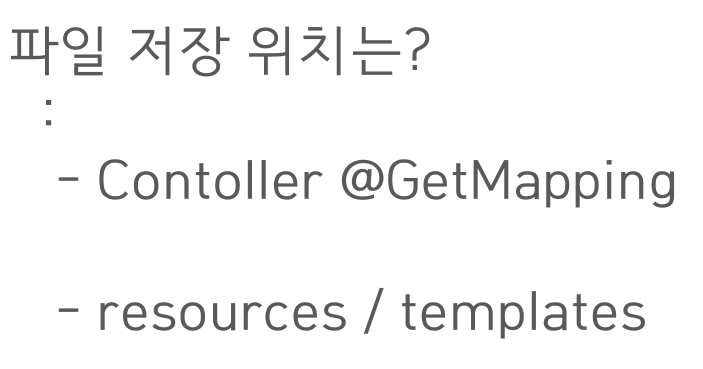 파일 저장 위치는?
:
- Contoller @GetMapping
- resources / templates